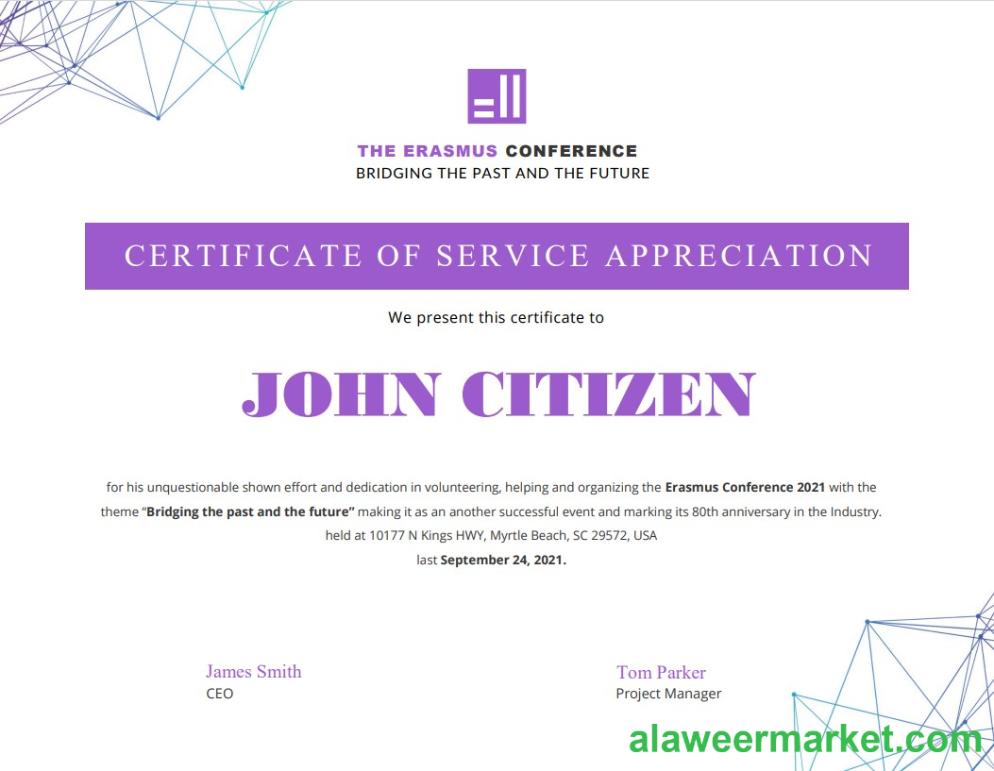 THE ERASMUS CONFERENCE
BRIDGING THE PAST AND THE FUTURE
CERTIFICATE OF SERVICE APPRECIATION
We present this certificate to
JOHN CITIZEN
for his unquestionable shown effort and dedication in volunteering, helping and organizing the Erasmus Conference 2021 with the
theme “Bridging the past and the future” making it as an another successful event and marking its 80th anniversary in the Industry.
held at 10177 N Kings HWY, Myrtle Beach, SC 29572, USA
last September 24, 2021.
James Smith
CEO
Tom Parker
Project Manager
alaweermarket.com